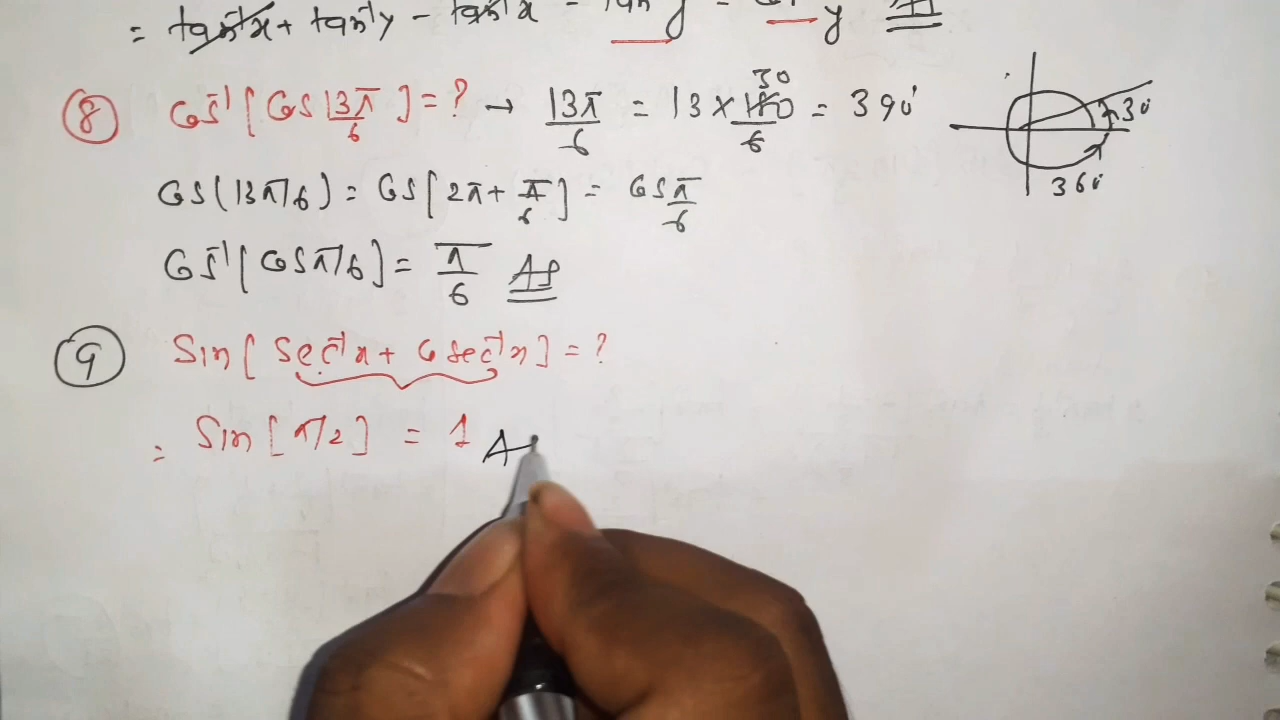 = tan⁻¹x + tan⁻¹y - tan⁻¹x - tan y = y
⑧ Cos⁻¹[Cos 13π/6] = ? → 13π/6 = 13 × 180/6 = 390°
30
30°
360°
Cos(13π/6) = Cos[2π + π/6] = Cos π/6
Cos⁻¹[Cos π/6] = π/6 As
⑨ Sin[Sec⁻¹x + Cosec⁻¹x] = ?
= Sin[π/2] = 1 A